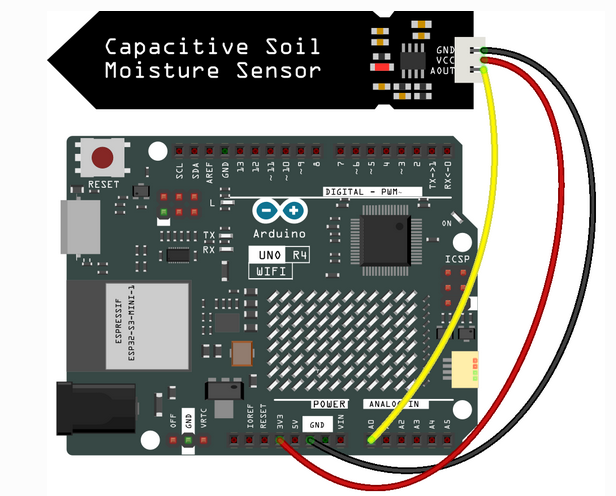 Capacitive Soil
Moisture Sensor
GND
VCC
AOUT
RESET
SCL
SDA
AREF
GND
13
12
~11
~10
~9
8
7
~6
~5
4
~3
2
TX→1
RX←0
DIGITAL - PWM~
L
TX
RX
Arduino
UNO R4
WIFI
ON
ICSP
ESPRESSIF
ESP32-S3-MINI-1
POWER
ANALOG IN
OFF
GND
VRTC
IOREF
RESET
3V3
5V
GND
VIN
A0
A2
A3
A4
A5